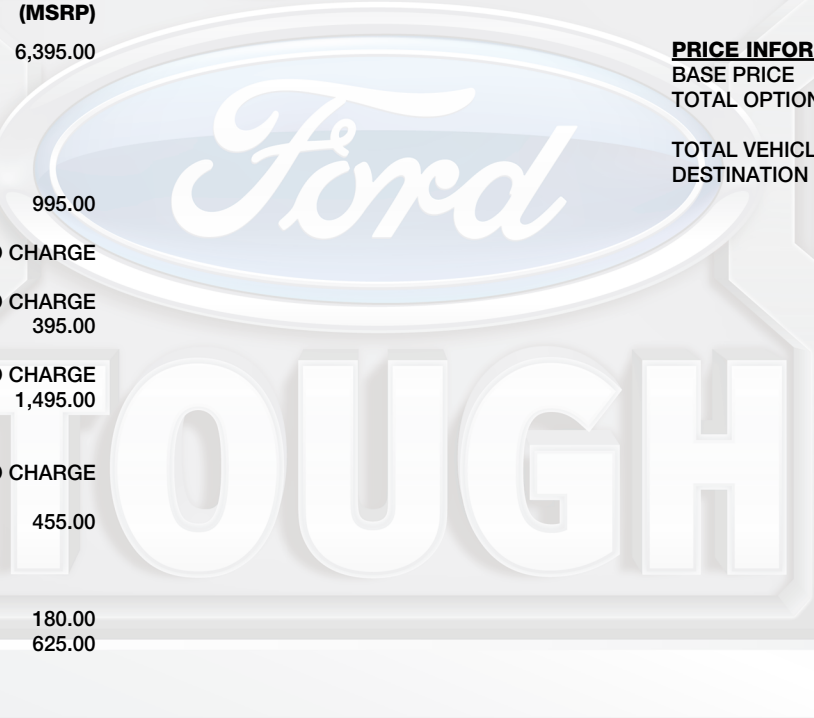 (MSRP)
6,395.00
995.00
O CHARGE
O CHARGE
395.00
O CHARGE
1,495.00
O CHARGE
455.00
180.00
625.00
PRICE INFOR
BASE PRICE
TOTAL OPTION
TOTAL VEHICL
DESTINATION
Ford
TOUGH